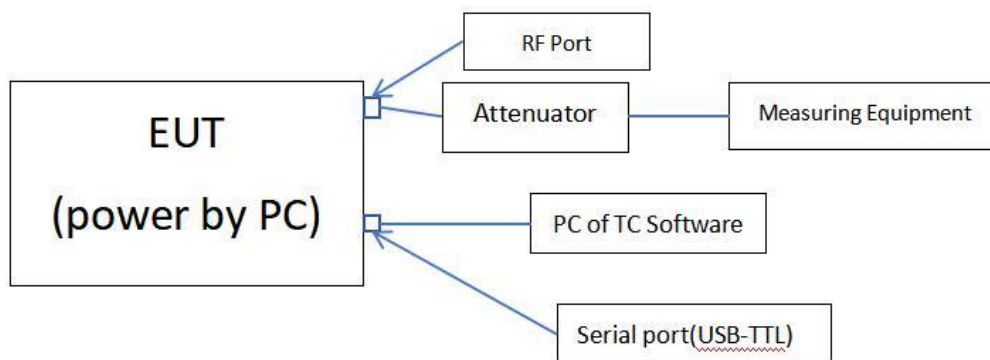 RF Port
EUT
(power by PC)
Attenuator
Measuring Equipment
PC of TC Software
Serial port(USB-TTL)